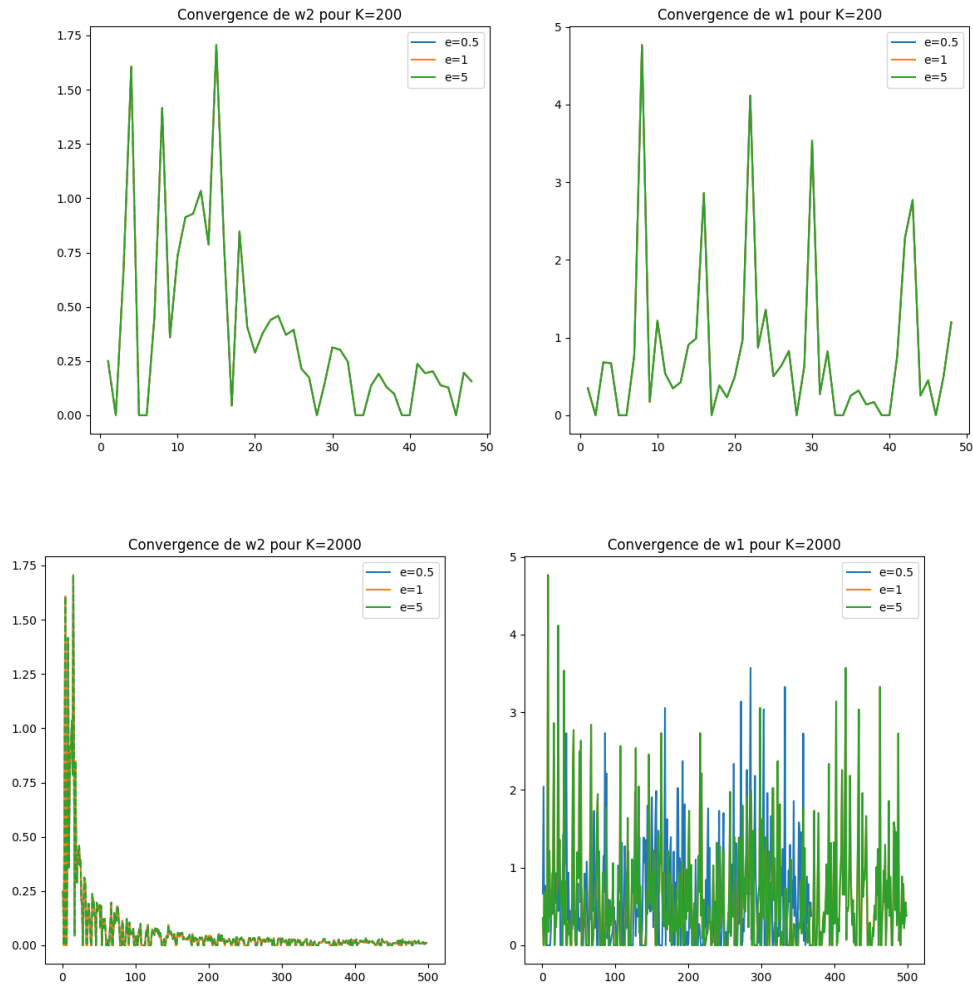 Convergence de w2 pour K=200
1.75
1.50
1.25
1.00
0.75
0.50
0.25
0.00
0 10 20 30 40 50
e=0.5
e=1
e=5
Convergence de w1 pour K=200
5
4
3
2
1
0
0 10 20 30 40 50
e=0.5
e=1
e=5
Convergence de w2 pour K=2000
1.75
1.50
1.25
1.00
0.75
0.50
0.25
0.00
0 100 200 300 400 500
e=0.5
e=1
e=5
Convergence de w1 pour K=2000
5
4
3
2
1
0
0 100 200 300 400 500
e=0.5
e=1
e=5